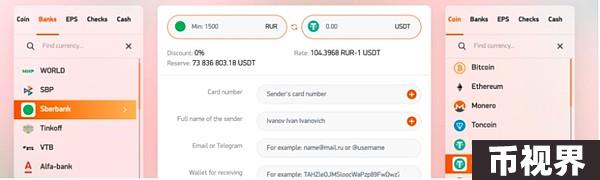 Coin Banks EPS Checks Cash
Find currency...
WORLD
SBP
Sberbank
Tinkoff
VTB
Alfa-bank
Min: 1500 RUR
0.00 USDT
Discount: 0%
Rate: 104.3968 RUR-1 USDT
Reserve: 73 836 803.18 USDT
Card number
Sender's card number
Full name of the sender
Ivanov Ivan Ivanovich
Email or Telegram
For example: name@mail.ru or @username
Wallet for receiving
For example:
Coin Banks EPS Checks
Find currency...
Bitcoin
Ethereum
Monero
Toncoin
币视界